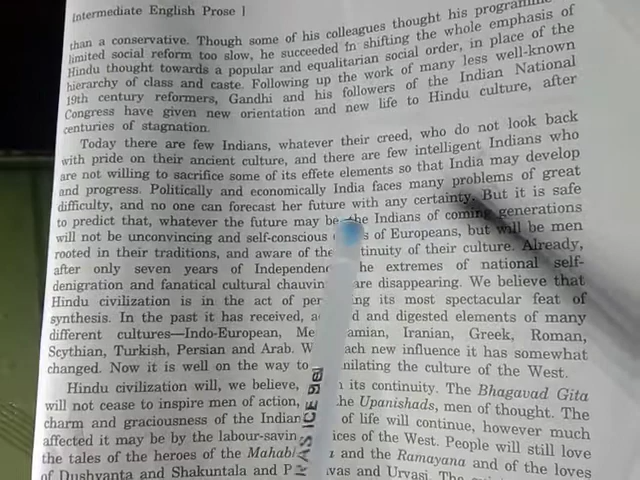 Intermediate English Prose
than a conservative. Though some of his colleagues thought his
limited social reform too slow, he succeeded in shifting the whole emphasis of
Hindu thought towards a popular and equalitarian social order, in place of the
hierarchy of class and caste. Following up the work of many less well-known
19th century reformers, Gandhi and his followers of the Indian National
Congress have given new orientation and new life to Hindu culture, after
centuries of stagnation.
Today there are few Indians, whatever their creed, who do not look back
with pride on their ancient culture, and there are few intelligent Indians who
are not willing to sacrifice some of its effete elements so that India may develop
and progress. Politically and economically India faces many problems of great
difficulty, and no one can forecast her future with any certainty. But it is safe
to predict that, whatever the future may be the Indians of coming generations
will not be unconvincing and self-conscious of Europeans, but will be men
rooted in their traditions, and aware of the tinuity of their culture. Already,
after only seven years of Independenc he extremes of national self-
denigration and fanatical cultural chauvin are disappearing. We believe that
Hindu civilization is in the act of per ing its most spectacular feat of
synthesis. In the past it has received, a d and digested elements of many
different cultures—Indo-European, Me amian, Iranian, Greek, Roman,
Scythian, Turkish, Persian and Arab. W ach new influence it has somewhat
changed. Now it is well on the way to nilating the culture of the West.
Hindu civilization will, we believe, n its continuity. The Bhagavad Gita
will not cease to inspire men of action, the Upanishads, men of thought. The
charm and graciousness of the Indian of life will continue, however much
affected it may be by the labour-savin ices of the West. People will still love
the tales of the heroes of the Mahabl and the Ramayana and of the loves
of Dushyanta and Shakuntala and P avas and Urvasi. The